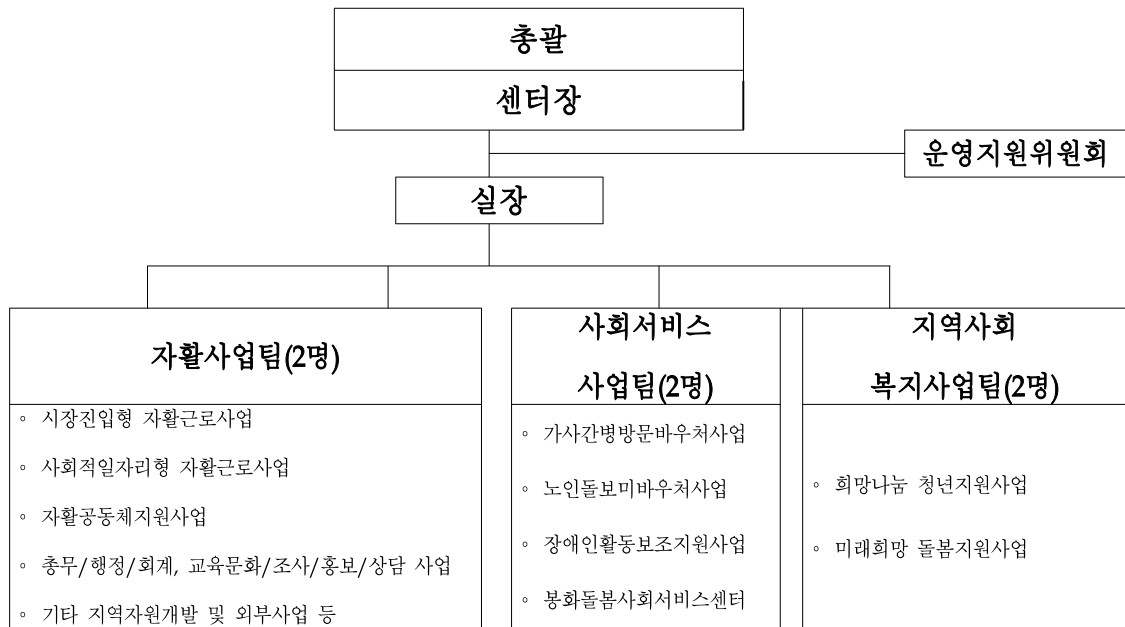 총괄
센터장
운영지원위원회
실장
자활사업팀(2명)
◦ 시장진입형 자활근로사업
◦ 사회적일자리형 자활근로사업
◦ 자활공동체지원사업
◦ 총무/행정/회계, 교육문화/조사/홍보/상담 사업
◦ 기타 지역자원개발 및 외부사업 등
사회서비스
사업팀(2명)
◦ 가사간병방문바우처사업
◦ 노인돌보미바우처사업
◦ 장애인활동보조지원사업
◦ 봉화돌봄사회서비스센터
지역사회
복지사업팀(2명)
◦ 희망나눔 청년지원사업
◦ 미래희망 돌봄지원사업